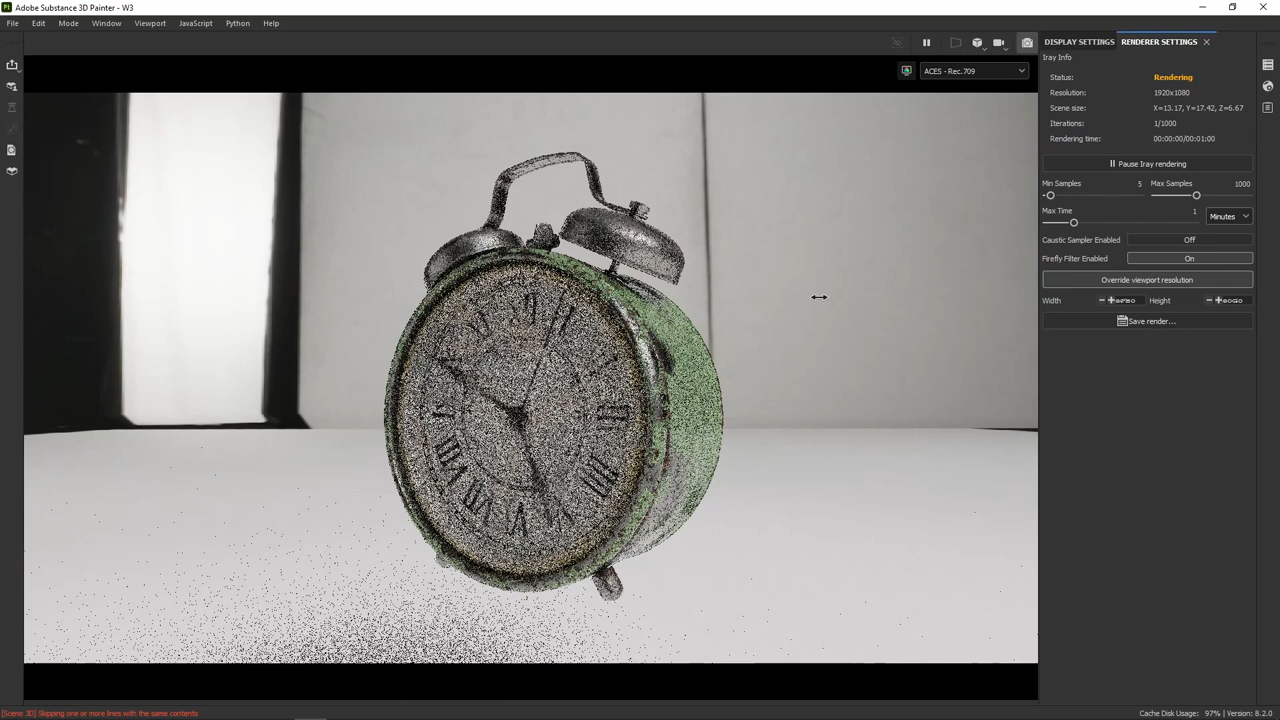 Adobe Substance 3D Painter - W3
File Edit Mode Window Viewport JavaScript Python Help
DISPLAY SETTINGS RENDERER SETTINGS
Iray Info
ACES - Rec.709
Status: Rendering
Resolution: 1920x1080
Scene size: X=13.17, Y=17.42, Z=6.67
Iterations: 1/1000
Rendering time: 00:00:00/00:01:00
Pause Iray rendering
Min Samples 5 Max Samples 1000
Max Time 1 Minutes
Caustic Sampler Enabled Off
Firefly Filter Enabled On
Override viewport resolution
Width Height
Save render...
[Scene 3D] Skipping one or more lines with the same contents
Cache Disk Usage: 97% | Version: 8.2.0